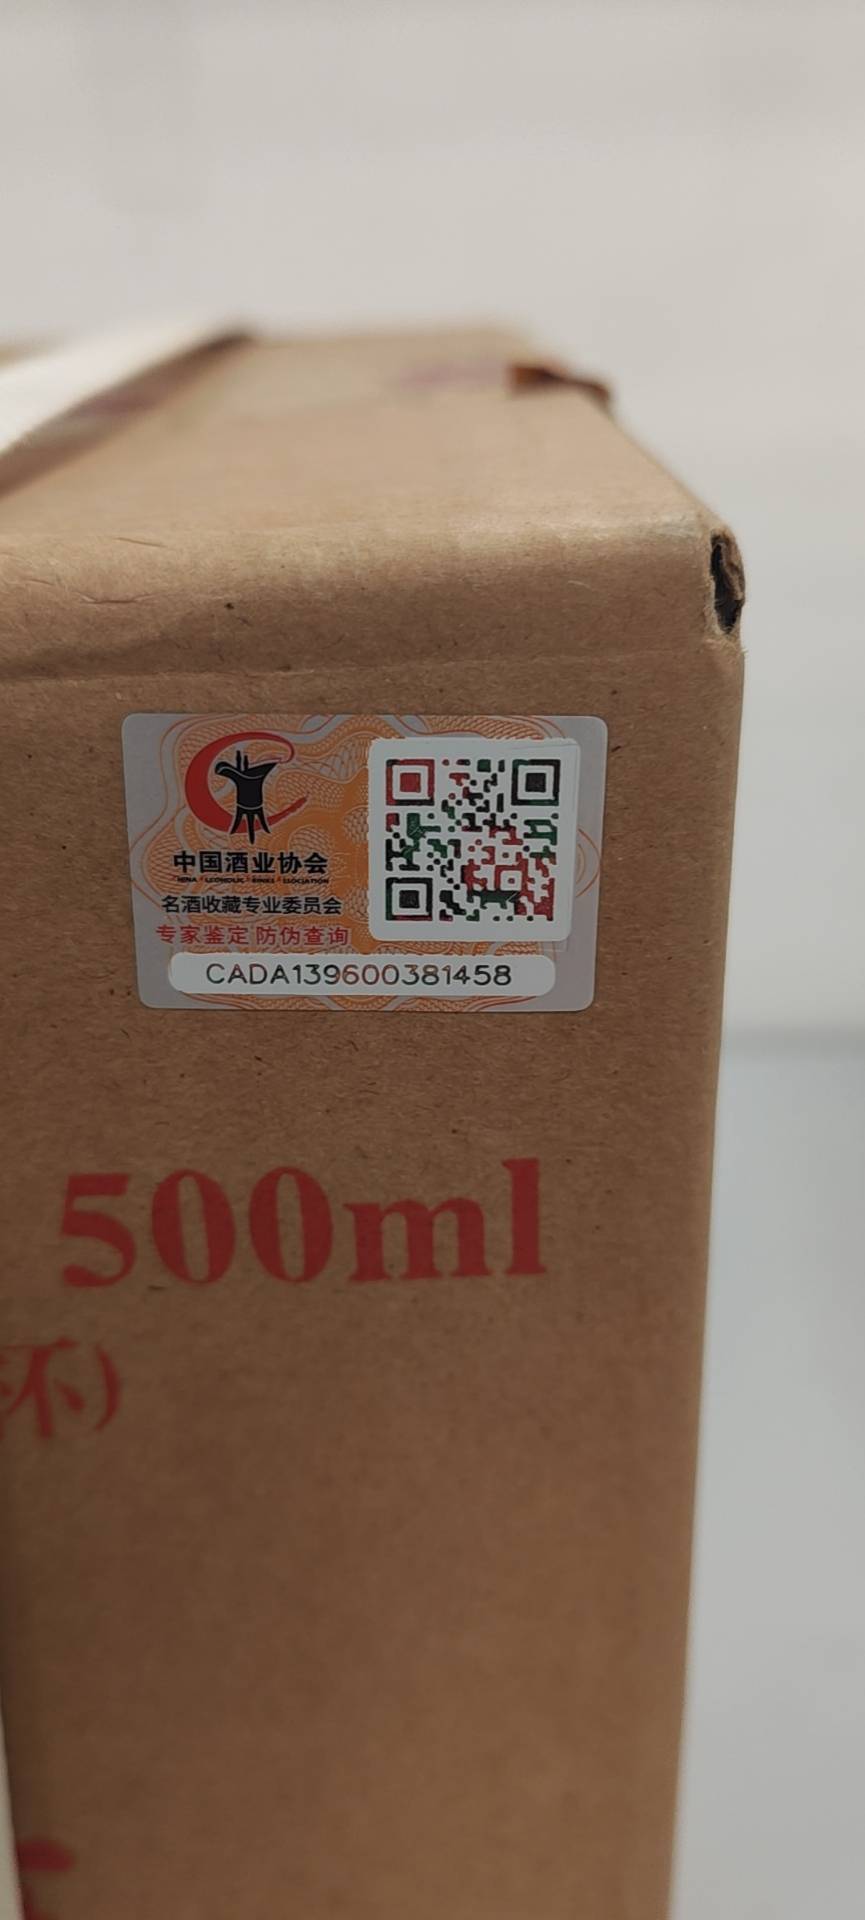 中国酒业协会
名酒收藏专业委员会
专家鉴定 防伪查询
CADA139600381458
500ml
杯)